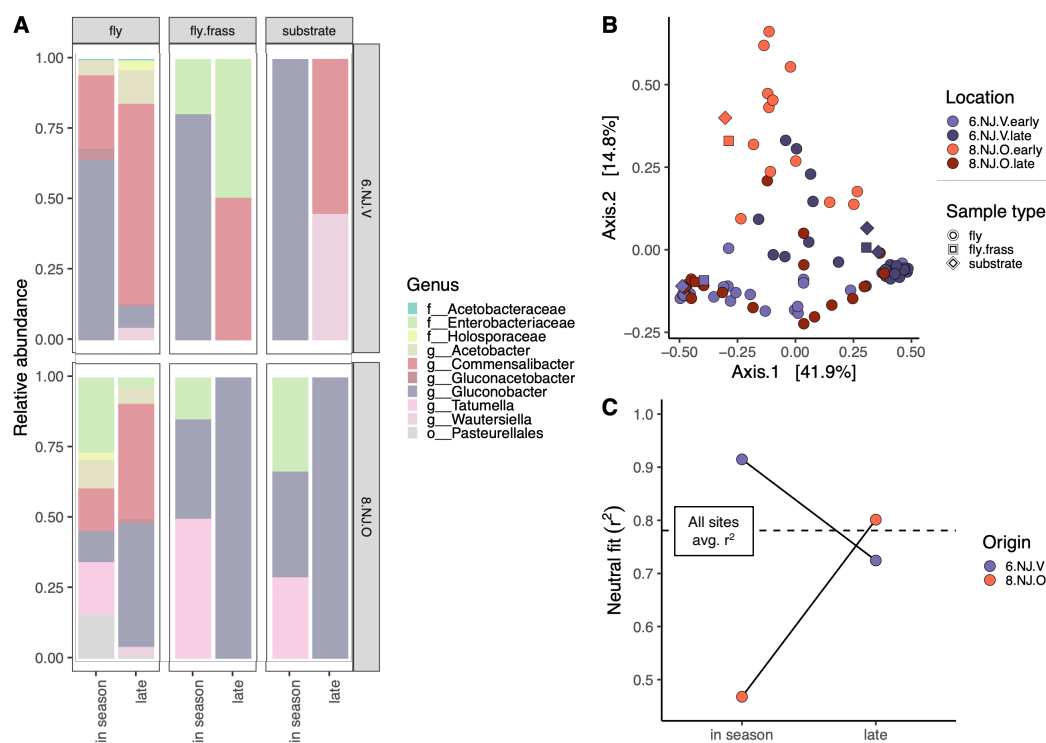 A
fly
fly.frass
substrate
1.00
0.75
0.50
0.25
0.00
6.NJ.V
1.00
0.75
0.50
0.25
0.00
8.NJ.O
Relative abundance
in season
late
in season
late
in season
late
Genus
f__Acetobacteraceae
f__Enterobacteriaceae
f__Holosporaceae
g__Acetobacter
g__Commensalibacter
g__Gluconacetobacter
g__Gluconobacter
g__Tatumella
g__Wautersiella
o__Pasteurellales
B
0.50
0.25
0.00
−0.25
Axis.2 [14.8%]
−0.50
−0.25
0.00
0.25
0.50
Axis.1 [41.9%]
Location
6.NJ.V.early
6.NJ.V.late
8.NJ.O.early
8.NJ.O.late
Sample type
fly
fly.frass
substrate
C
1.0
0.9
0.8
0.7
0.6
0.5
Neutral fit (r²)
All sites
avg. r²
in season
late
Origin
6.NJ.V
8.NJ.O